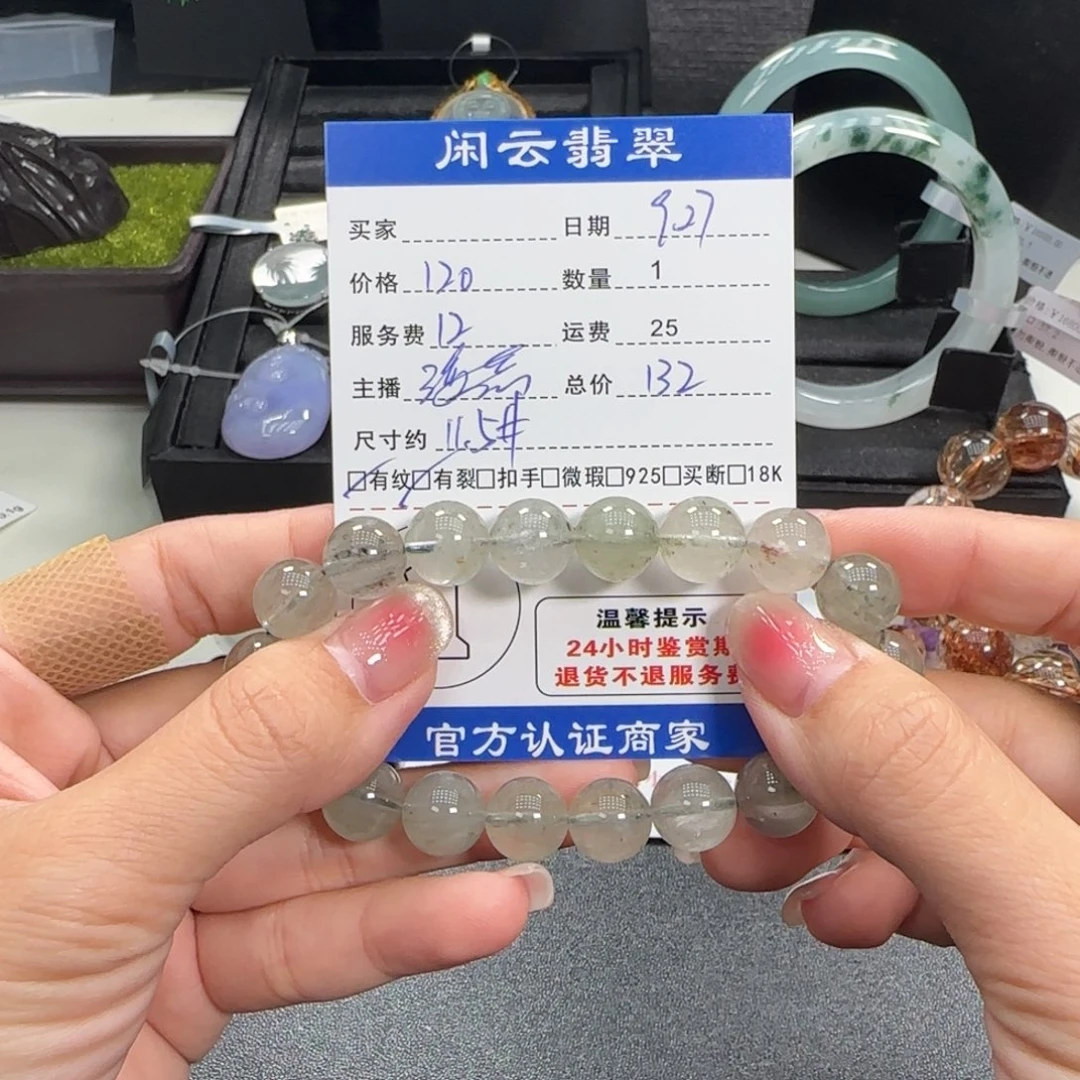 闲云翡翠
买家 日期 9.27
价格 120 数量 1
服务费 12 运费 25
主播 总价 132
尺寸约 11.5#
□有纹□有裂□扣手□微瑕□925□买断□18K
温馨提示
24小时鉴赏期
退货不退服务费
官方认证商家